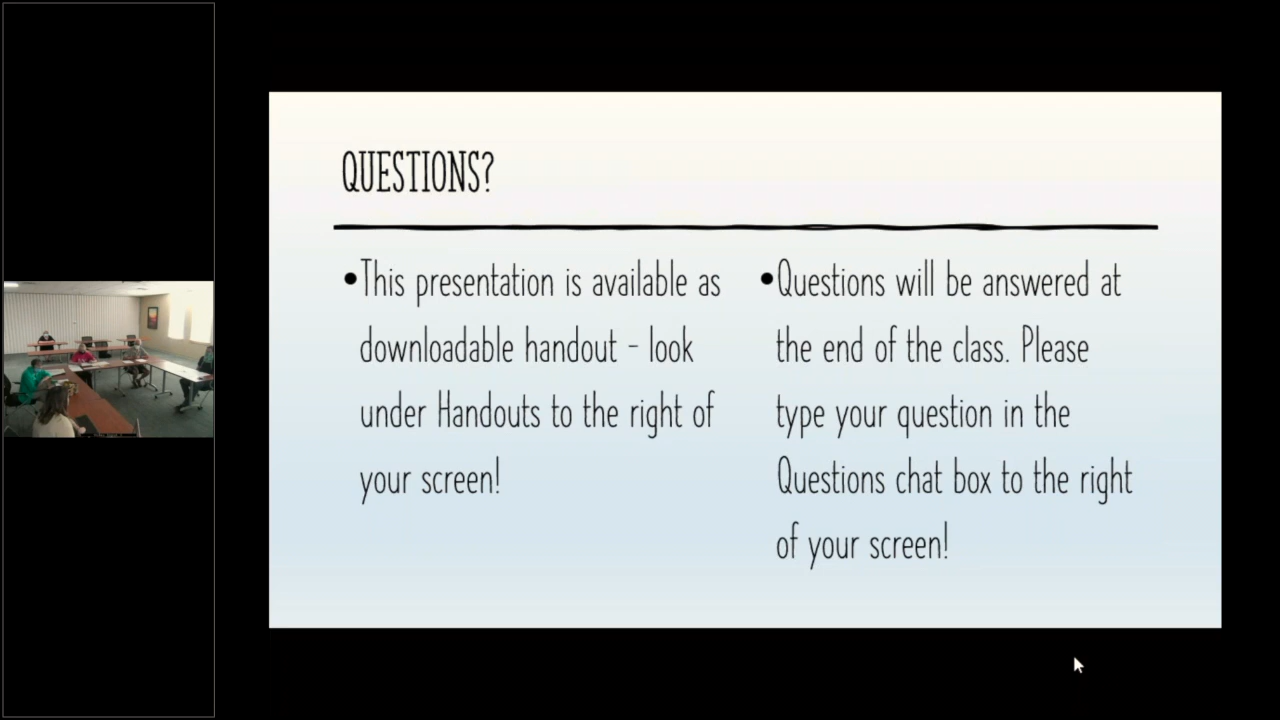 QUESTIONS?
•This presentation is available as
downloadable handout - look
under Handouts to the right of
your screen!
•Questions will be answered at
the end of the class. Please
type your question in the
Questions chat box to the right
of your screen!